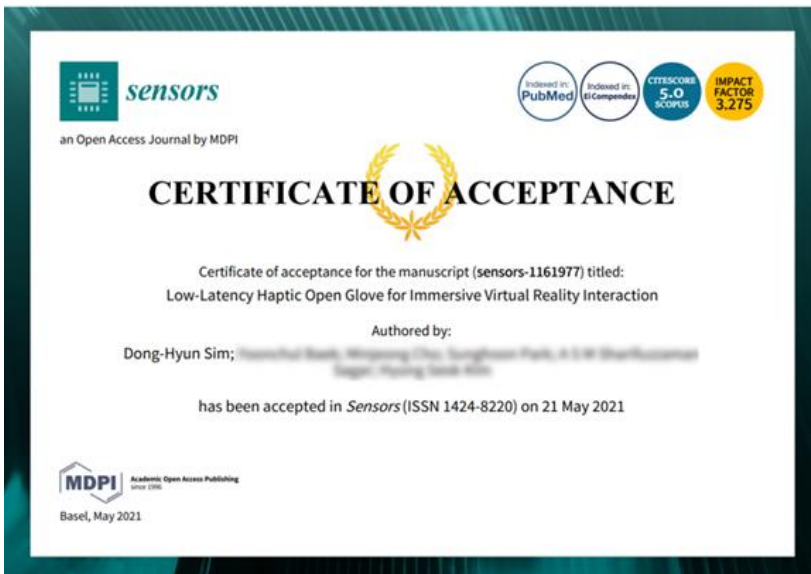 sensors
an Open Access Journal by MDPI
Indexed in:
PubMed
Indexed in:
Ei Compendex
CITESCORE
5.0
SCOPUS
IMPACT
FACTOR
3.275
CERTIFICATE OF ACCEPTANCE
Certificate of acceptance for the manuscript (sensors-1161977) titled:
Low-Latency Haptic Open Glove for Immersive Virtual Reality Interaction
Authored by:
Dong-Hyun Sim;
has been accepted in Sensors (ISSN 1424-8220) on 21 May 2021
MDPI
Academic Open Access Publishing
since 1996
Basel, May 2021